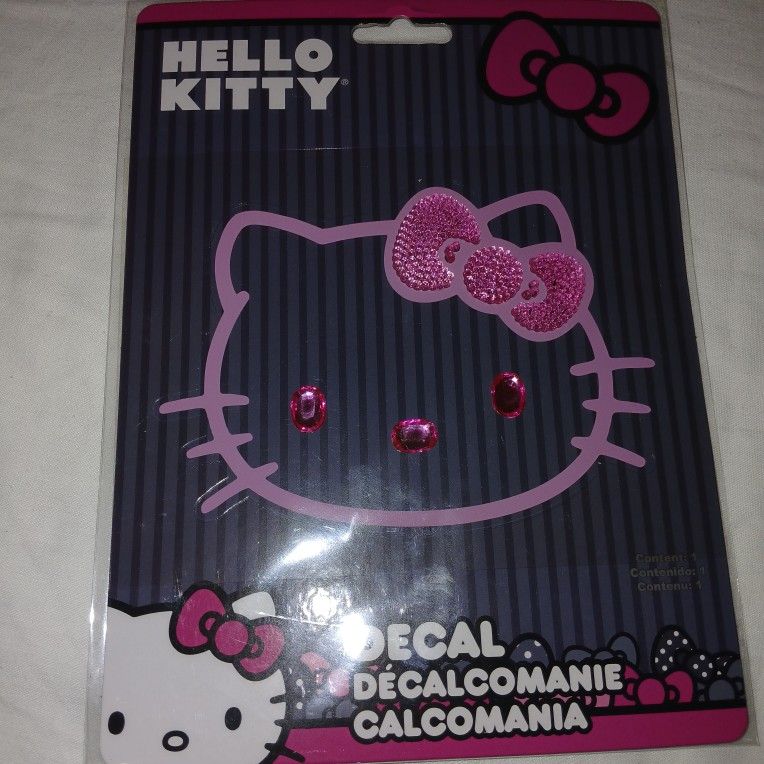 HELLO
KITTY®
Content: 1
Contenido: 1
Contenu: 1
DECAL
DÉCALCOMANIE
CALCOMANIA